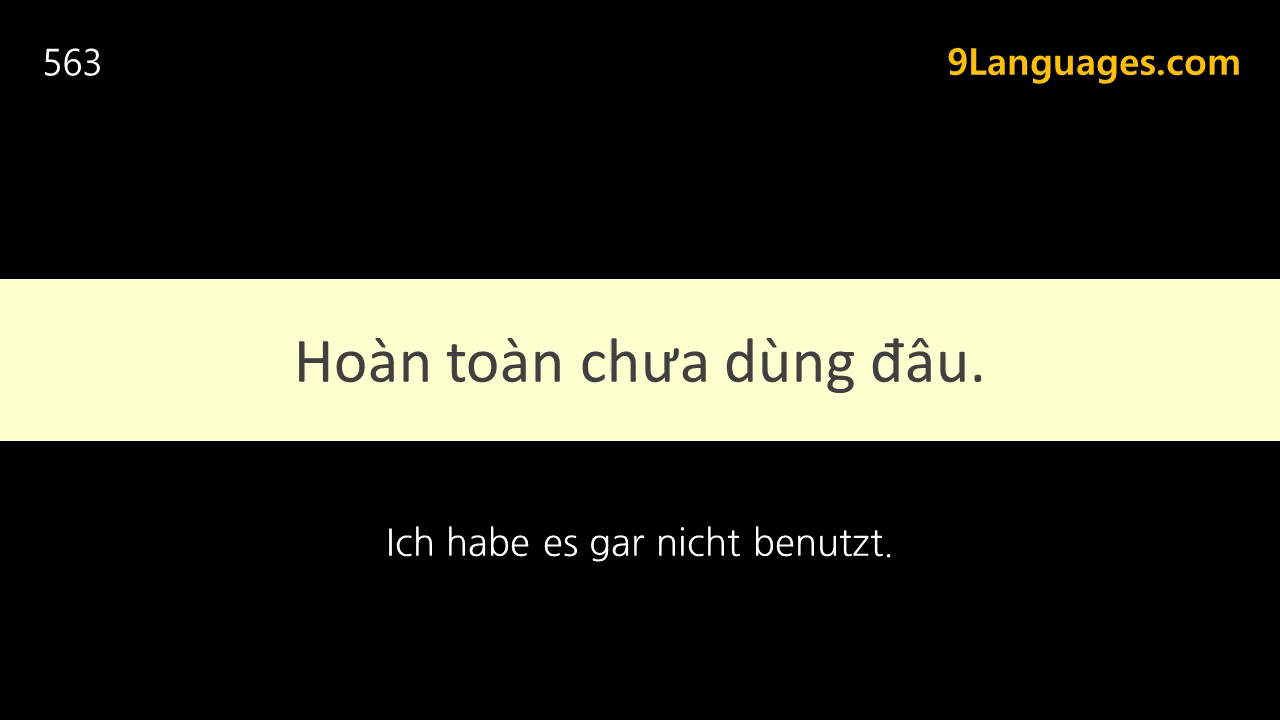 563
9Languages.com
Hoàn toàn chưa dùng đâu.
Ich habe es gar nicht benutzt.